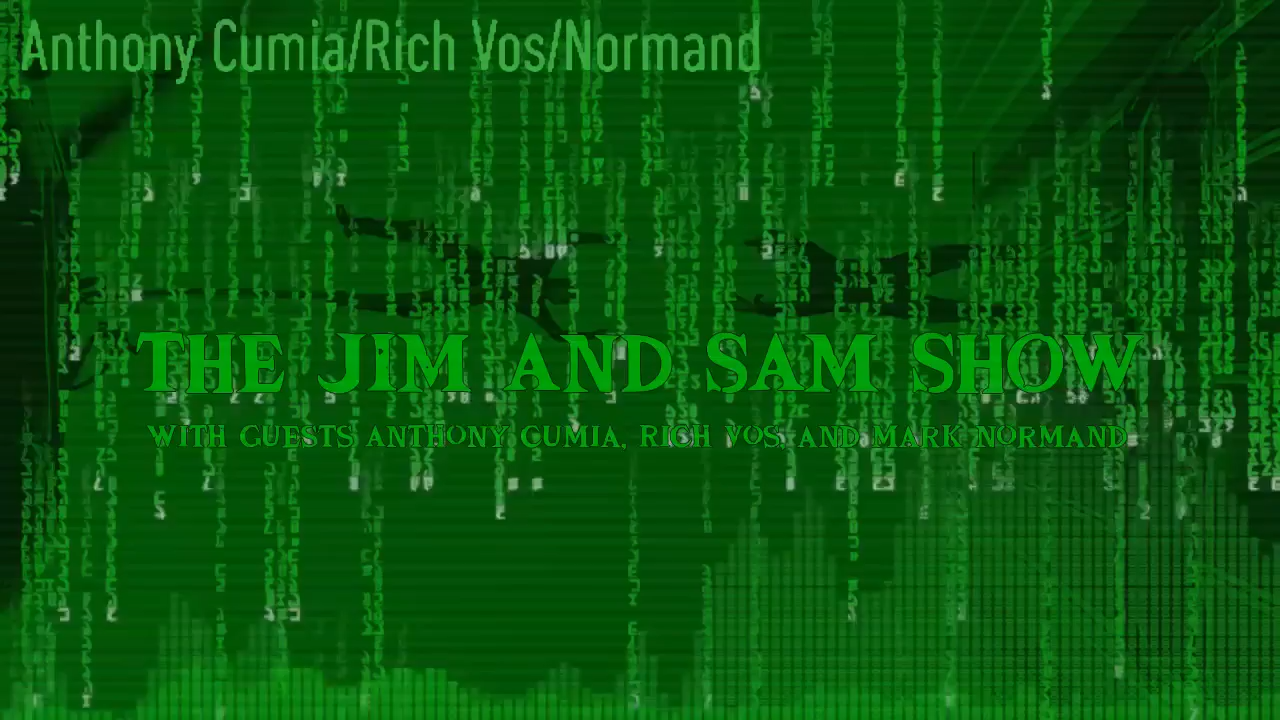 Anthony Cumia/Rich Vos/Normand
THE JIM AND SAM SHOW
WITH GUESTS ANTHONY CUMIA, RICH VOS, AND MARK NORMAND